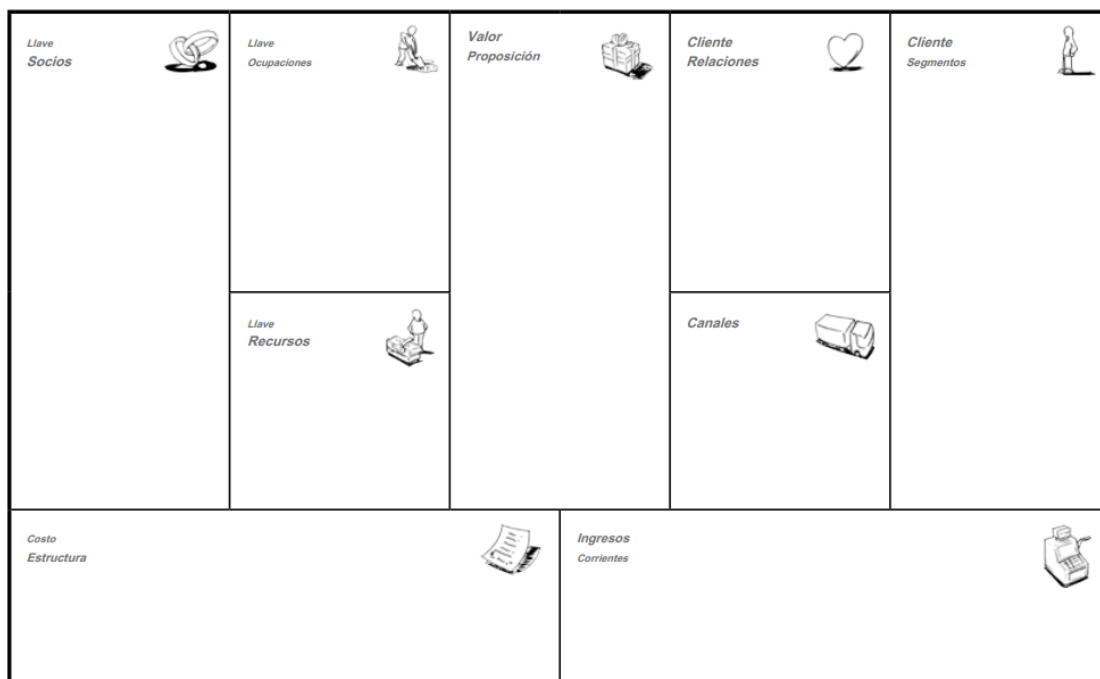 Llave
Socios
Llave
Ocupaciones
Llave
Recursos
Valor
Proposición
Cliente
Relaciones
Canales
Cliente
Segmentos
Costo
Estructura
Ingresos
Corrientes